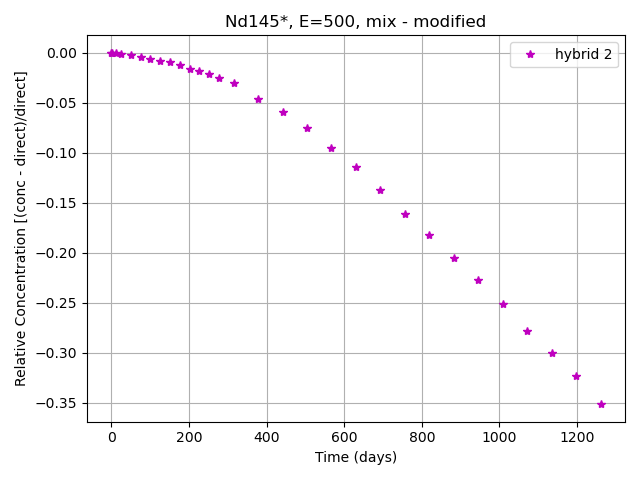 Nd145*, E=500, mix - modified
hybrid 2
Relative Concentration [(conc - direct)/direct]
0.00
−0.05
−0.10
−0.15
−0.20
−0.25
−0.30
−0.35
0 200 400 600 800 1000 1200
Time (days)